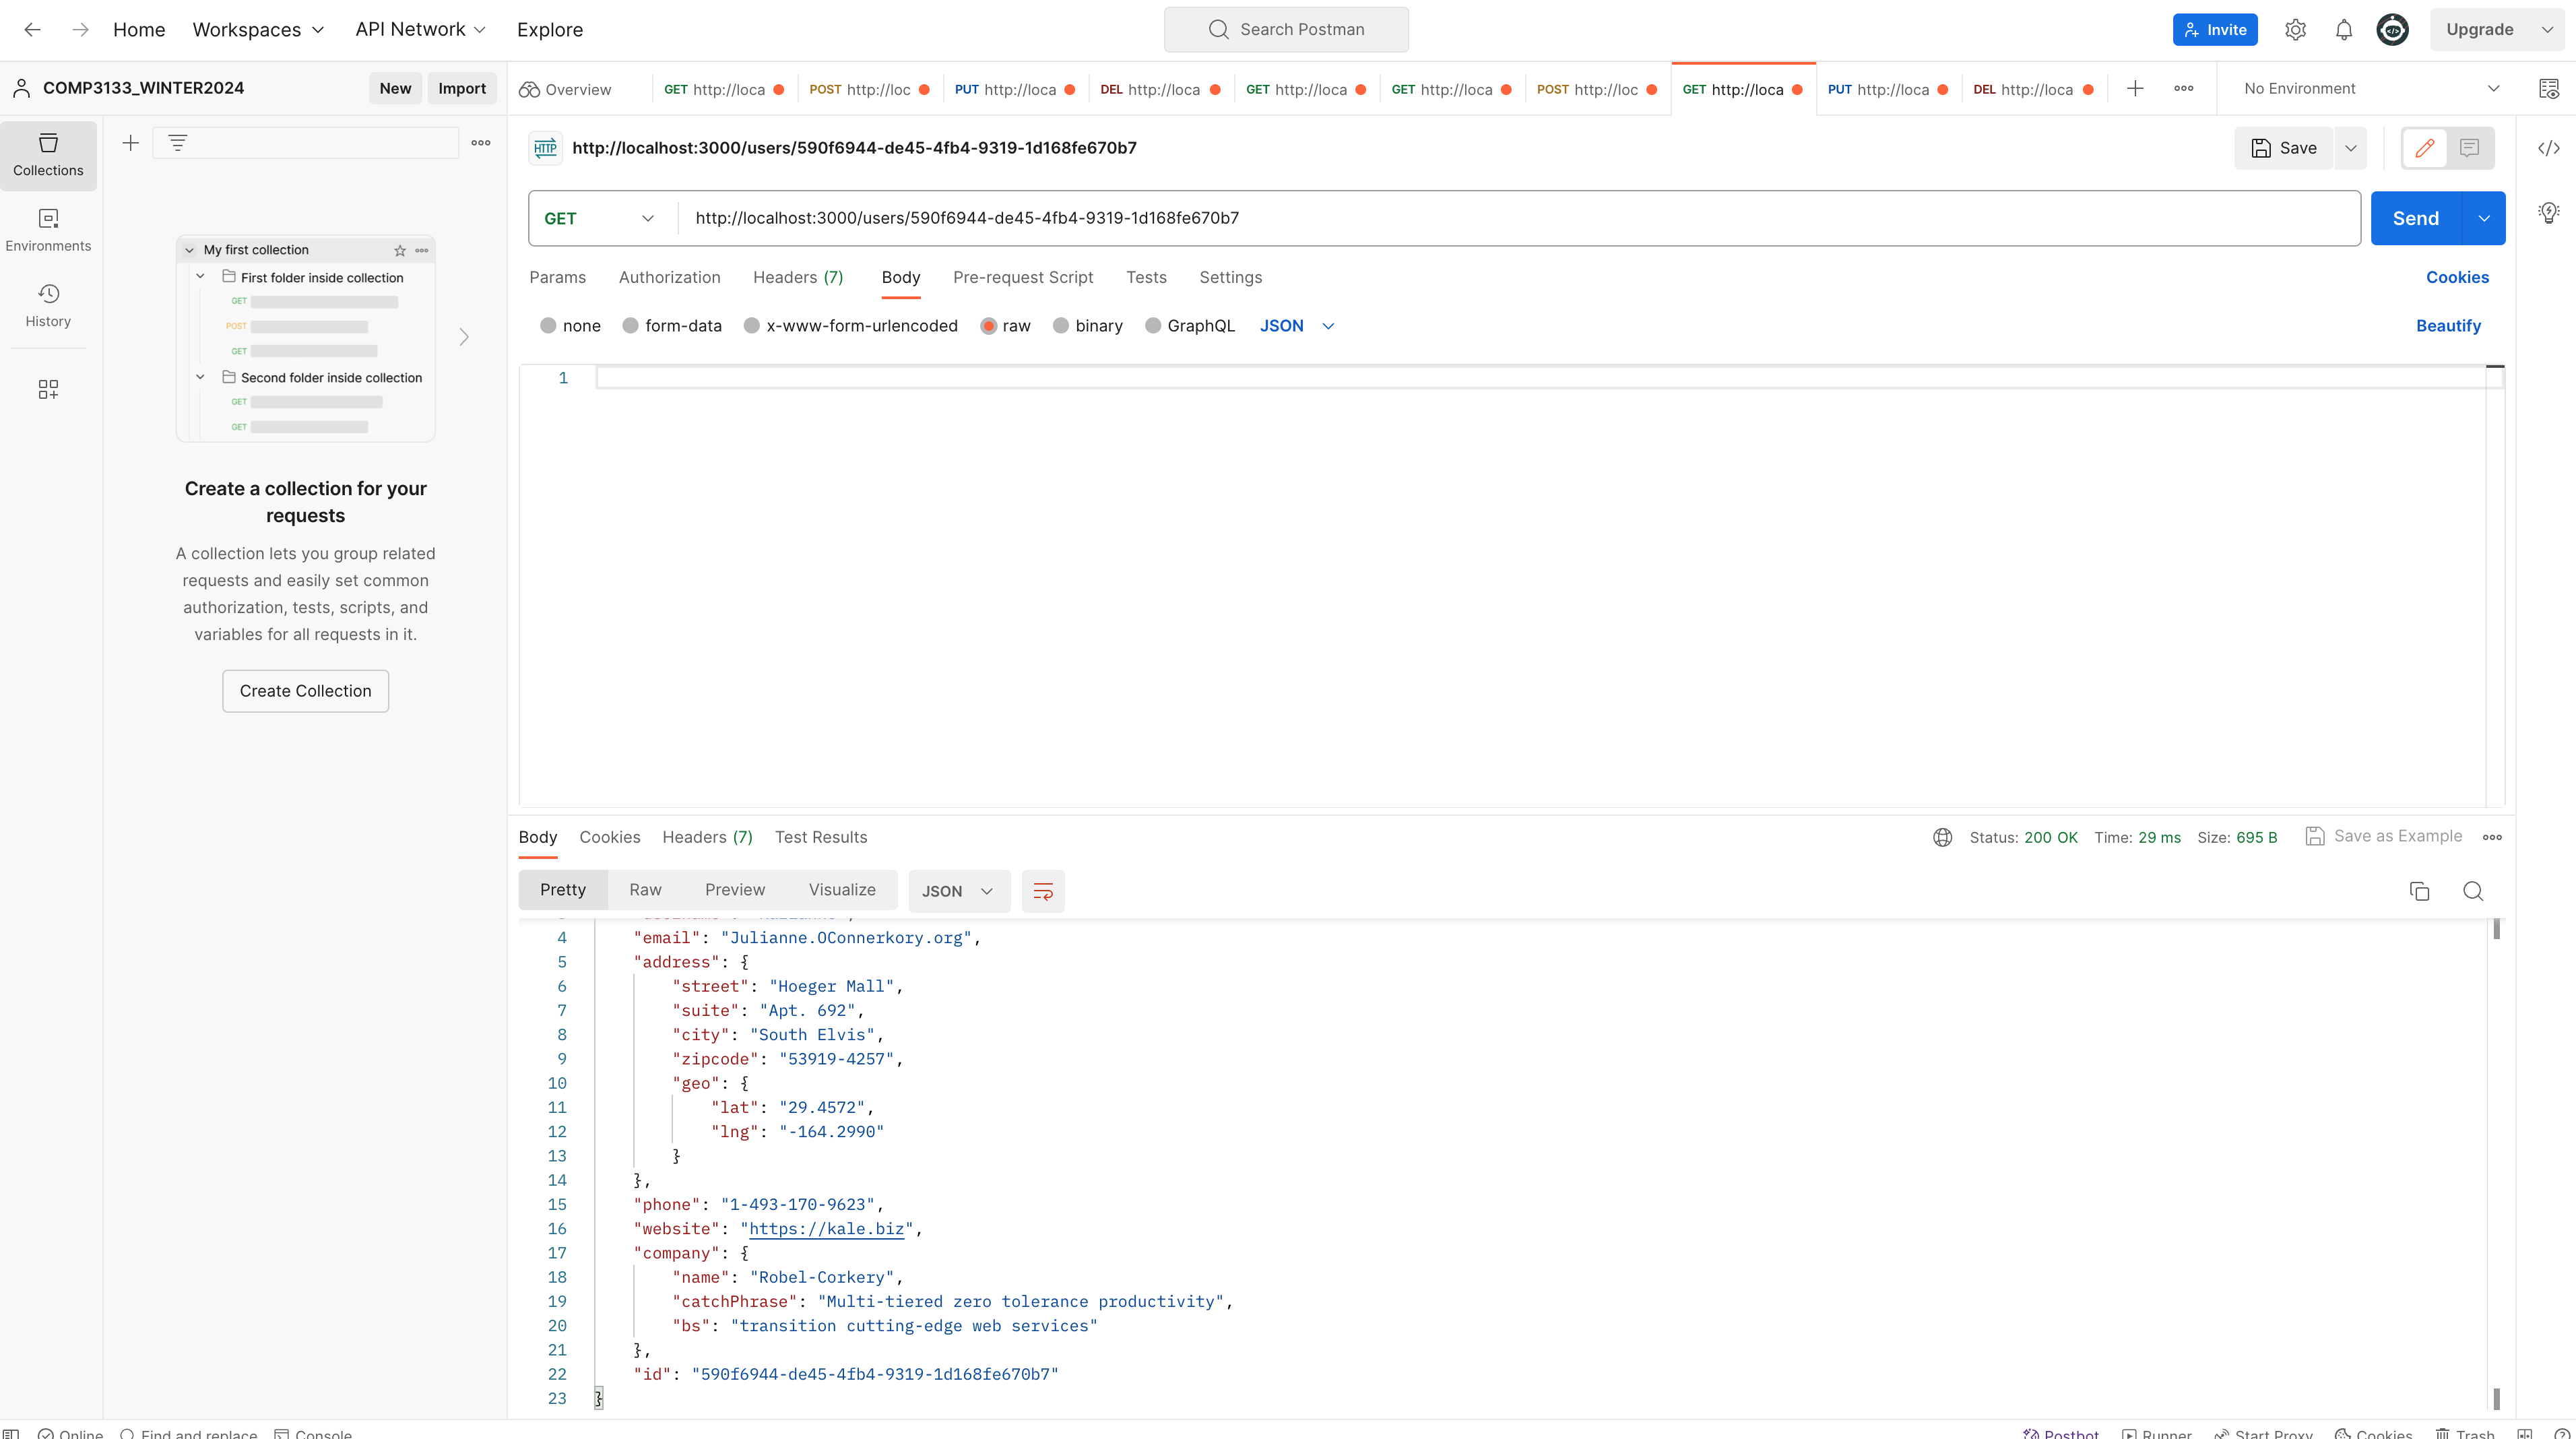 Home Workspaces API Network Explore Search Postman Invite Upgrade
COMP3133_WINTER2024 New Import Overview GET http://loca POST http://loc PUT http://loca DEL http://loca GET http://loca GET http://loca POST http://loc GET http://loca PUT http://loca DEL http://loca No Environment
Collections
Environments
History
My first collection
First folder inside collection
GET
POST
GET
Second folder inside collection
GET
GET
Create a collection for your
requests
A collection lets you group related
requests and easily set common
authorization, tests, scripts, and
variables for all requests in it.
Create Collection
HTTP http://localhost:3000/users/590f6944-de45-4fb4-9319-1d168fe670b7 Save
GET http://localhost:3000/users/590f6944-de45-4fb4-9319-1d168fe670b7 Send
Params Authorization Headers (7) Body Pre-request Script Tests Settings Cookies
none form-data x-www-form-urlencoded raw binary GraphQL JSON Beautify
1
Body Cookies Headers (7) Test Results Status: 200 OK Time: 29 ms Size: 695 B Save as Example
Pretty Raw Preview Visualize JSON
4 "email": "Julianne.OConnerkory.org",
5 "address": {
6 "street": "Hoeger Mall",
7 "suite": "Apt. 692",
8 "city": "South Elvis",
9 "zipcode": "53919-4257",
10 "geo": {
11 "lat": "29.4572",
12 "lng": "-164.2990"
13 }
14 },
15 "phone": "1-493-170-9623",
16 "website": "https://kale.biz",
17 "company": {
18 "name": "Robel-Corkery",
19 "catchPhrase": "Multi-tiered zero tolerance productivity",
20 "bs": "transition cutting-edge web services"
21 },
22 "id": "590f6944-de45-4fb4-9319-1d168fe670b7"
23 }
Online Find and replace Console Postbot Runner Start Proxy Cookies Trash